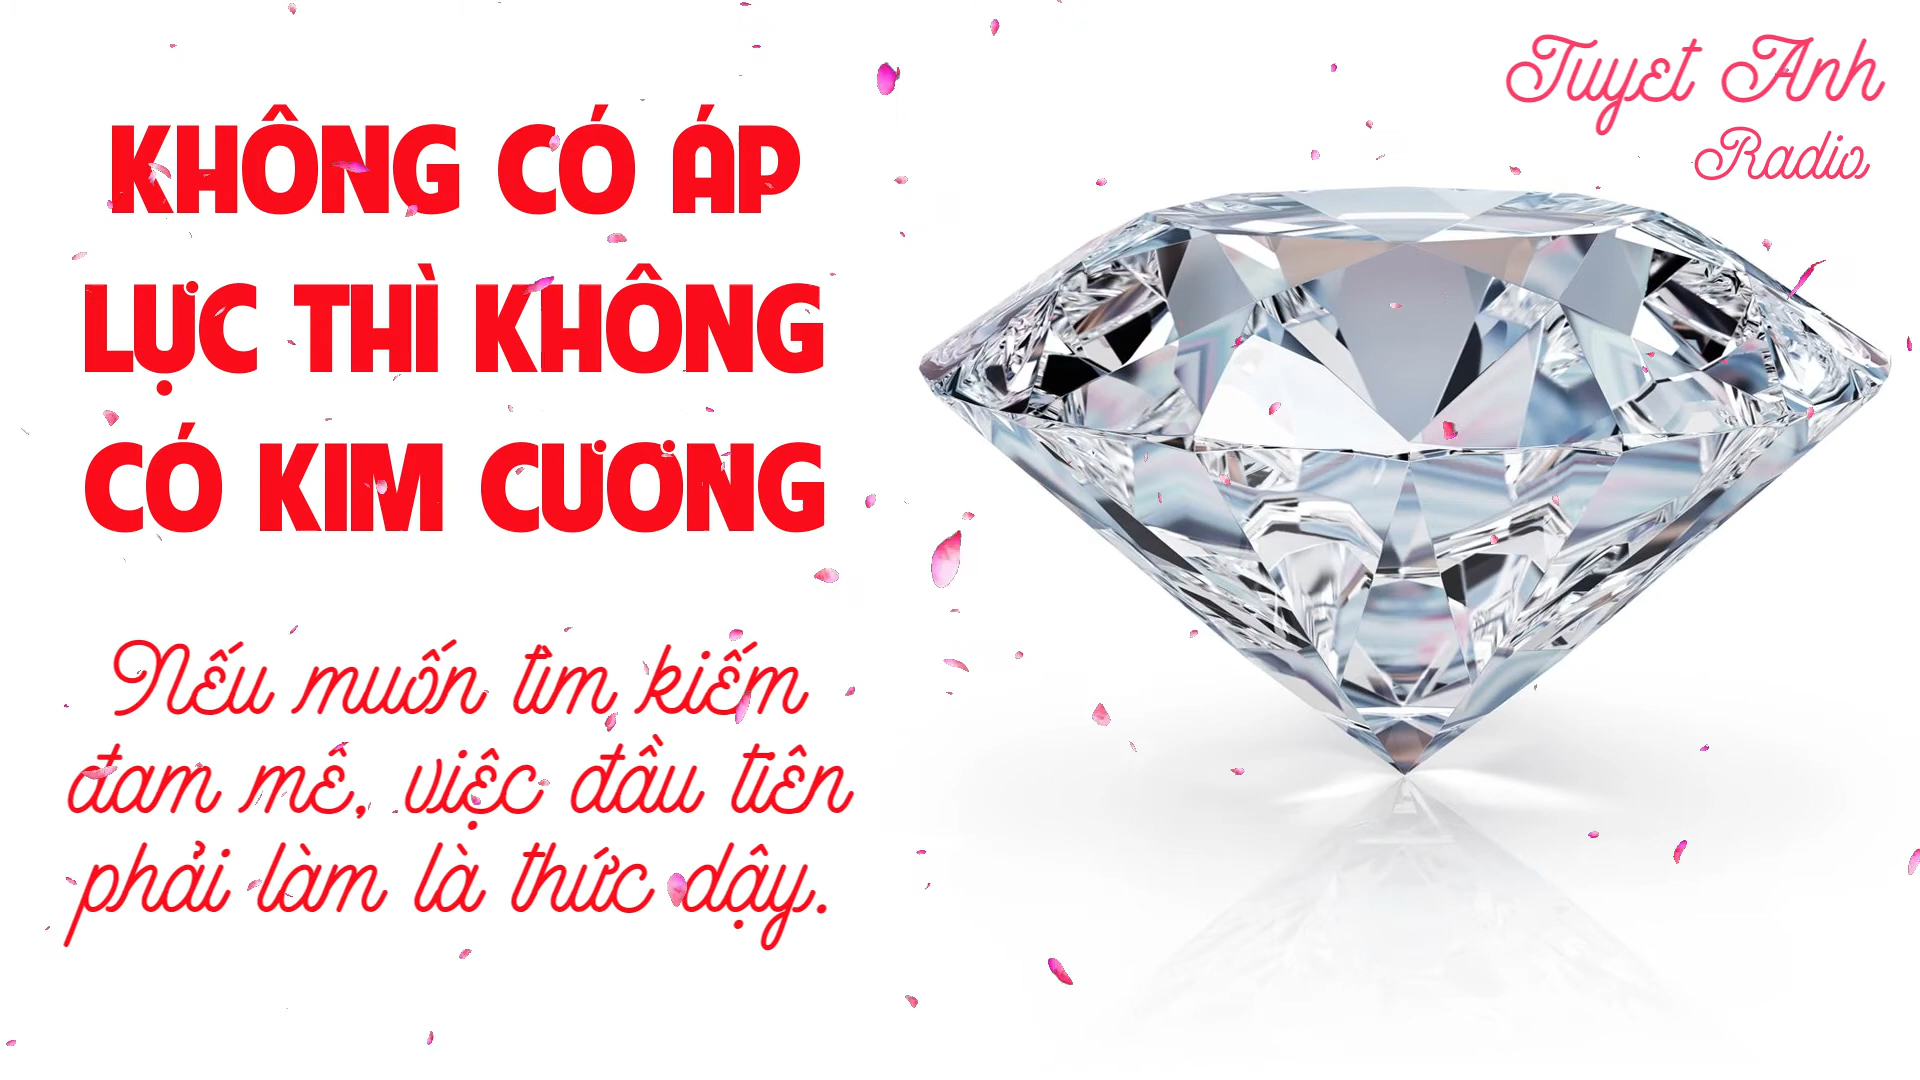 KHÔNG CÓ ÁP
LỰC THÌ KHÔNG
CÓ KIM CƯƠNG
Nếu muốn tìm kiếm
đam mê, việc đầu tiên
phải làm là thức dậy.
Tuyet Anh
Radio